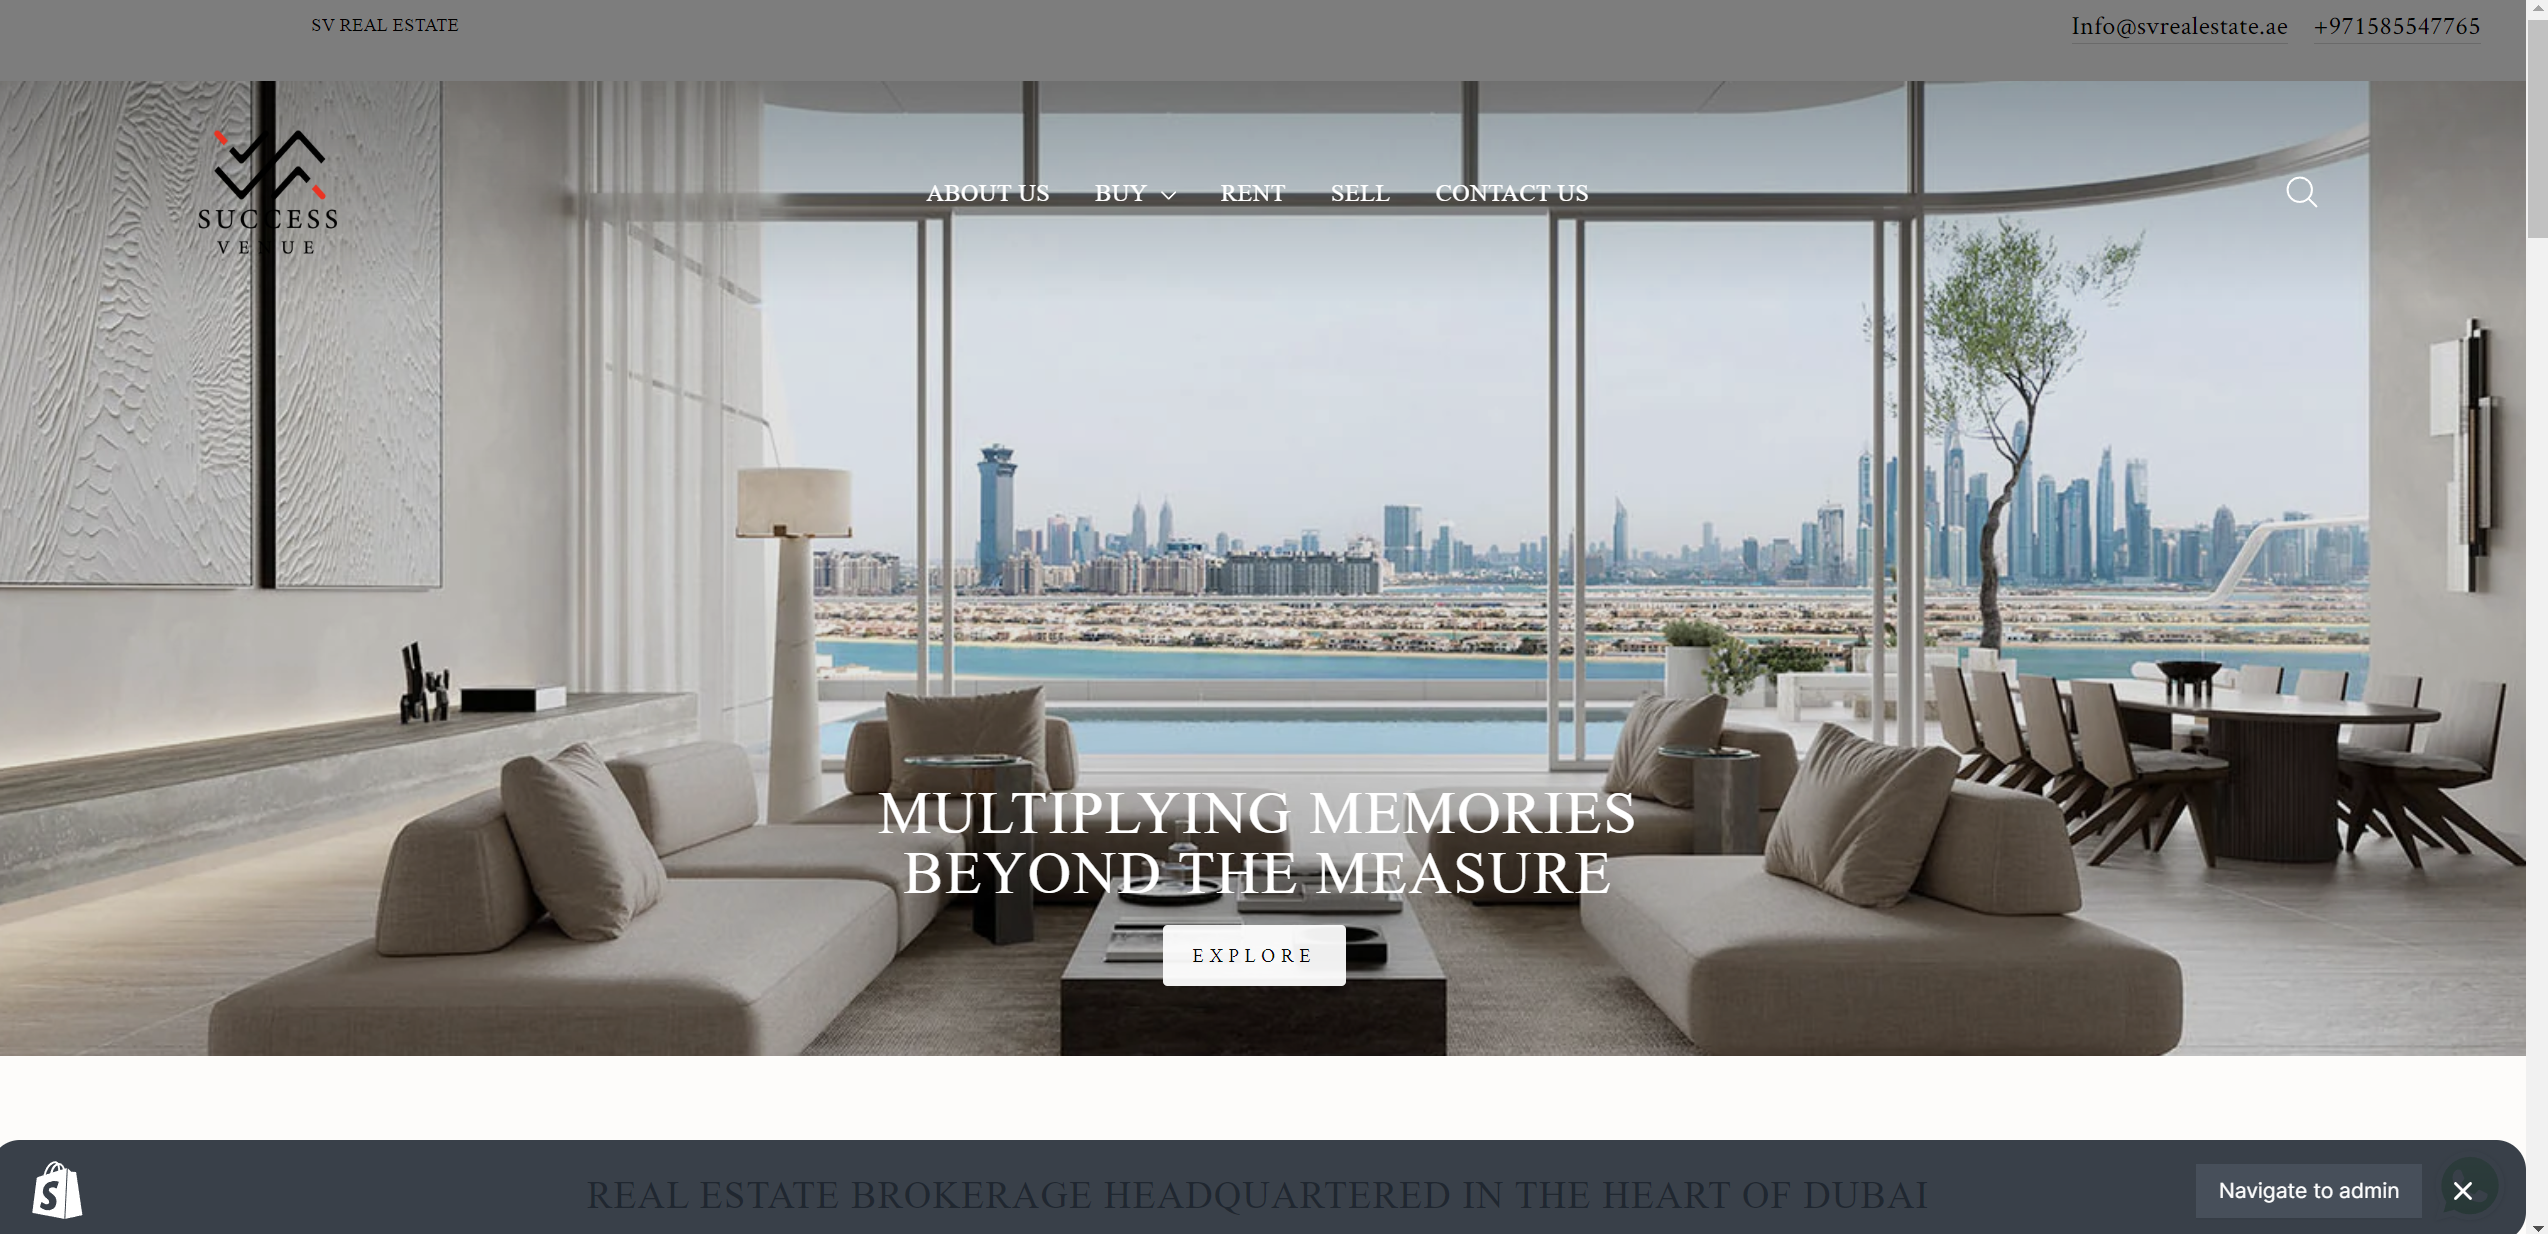 SV REAL ESTATE
Info@svrealestate.ae +971585547765
SUCCESS
VENUE
ABOUT US BUY RENT SELL CONTACT US
MULTIPLYING MEMORIES
BEYOND THE MEASURE
EXPLORE
REAL ESTATE BROKERAGE HEADQUARTERED IN THE HEART OF DUBAI
Navigate to admin